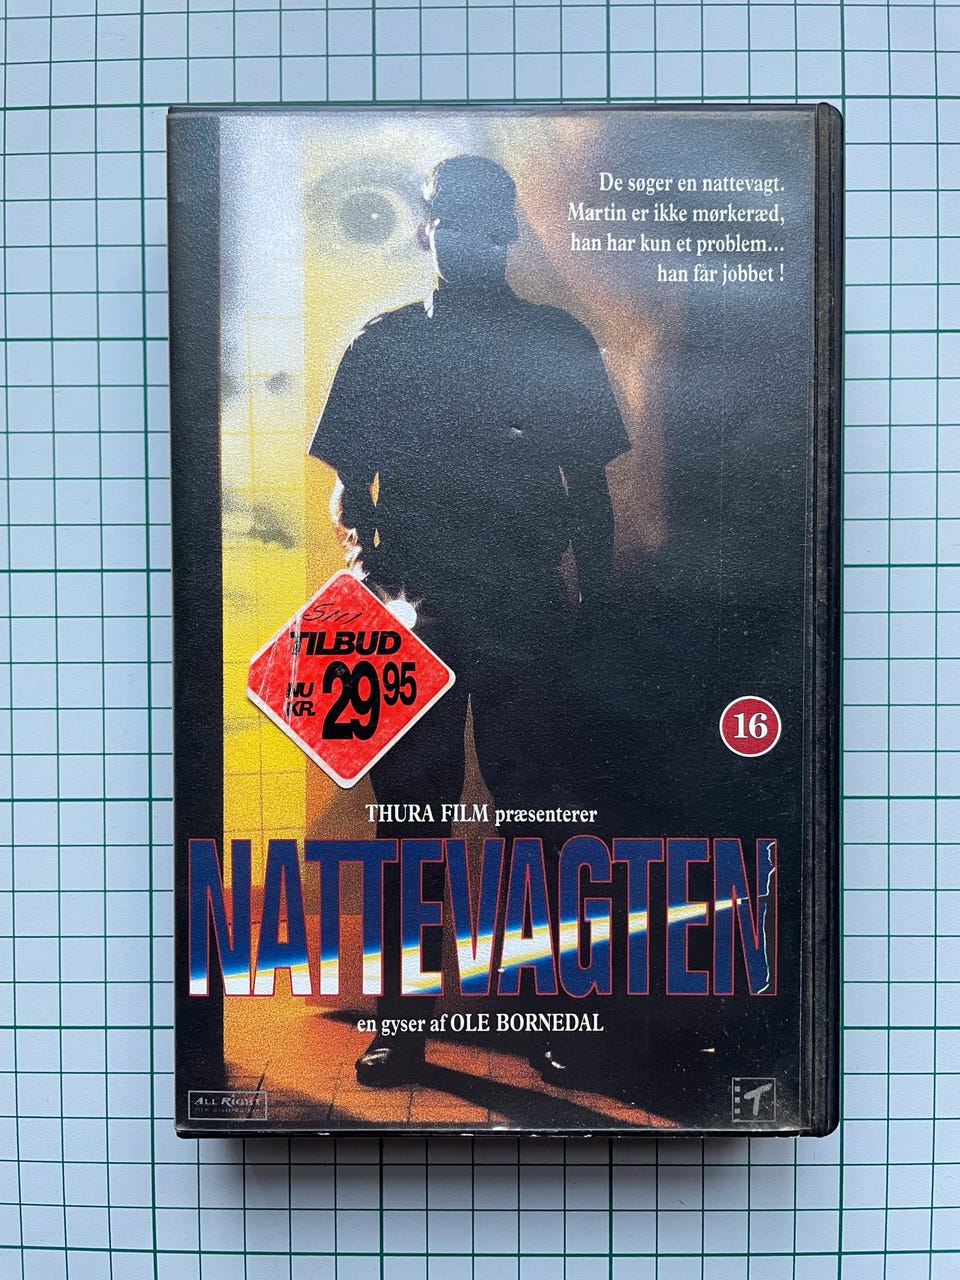 De søger en nattevagt.
Martin er ikke mørkeræd,
han har kun et problem...
han får jobbet !
TILBUD
NU
KR.
29 95
16
THURA FILM præsenterer
NATTEVAGTEN
en gyser af OLE BORNEDAL
ALL RIGHT
T